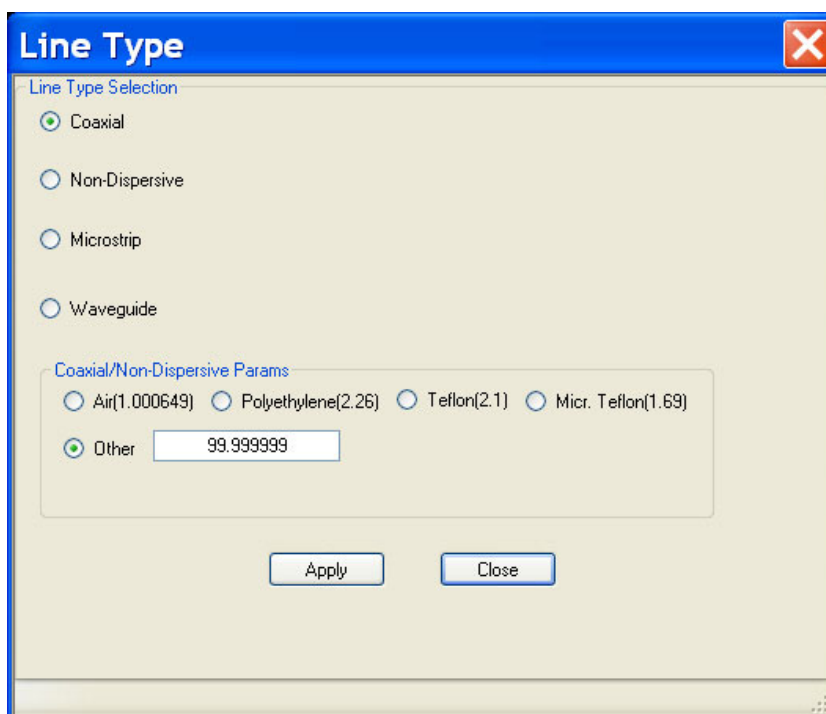 Line Type
Line Type Selection
Coaxial
Non-Dispersive
Microstrip
Waveguide
Coaxial/Non-Dispersive Params
Air(1.000649) Polyethylene(2.26) Teflon(2.1) Micr. Teflon(1.69)
Other 99.999999
Apply Close